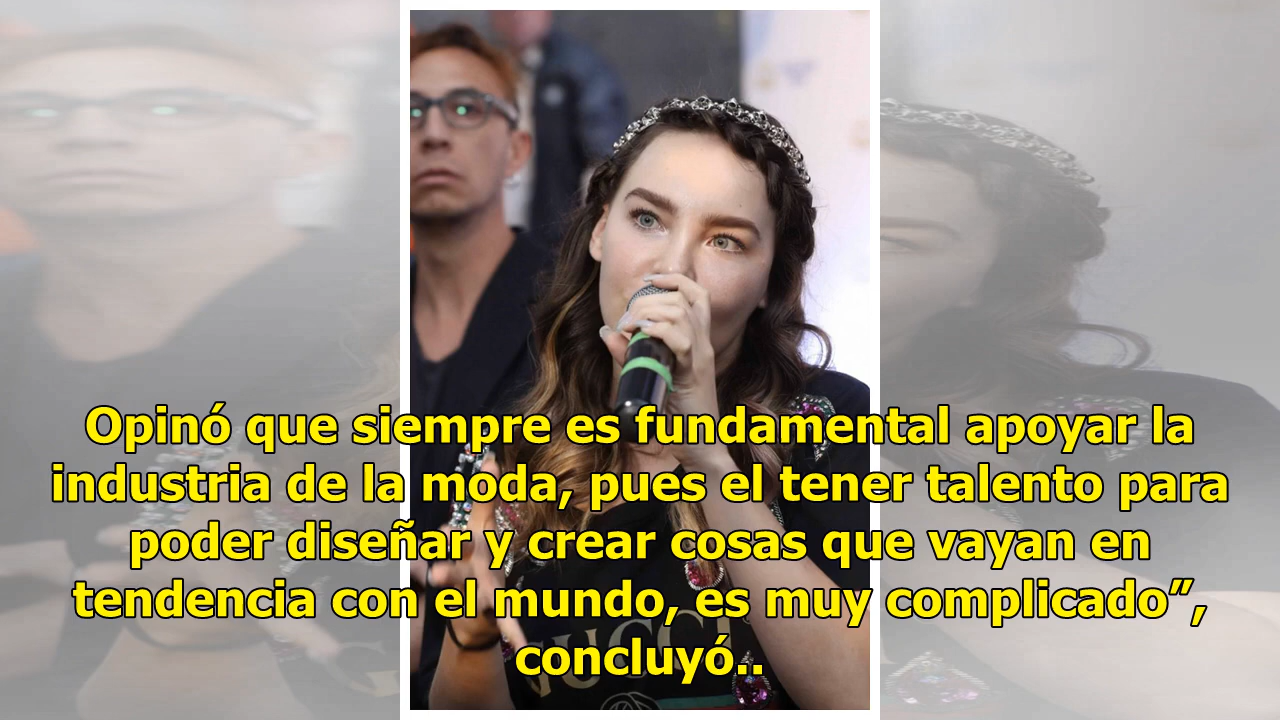 Opinó que siempre es fundamental apoyar la
industria de la moda, pues el tener talento para
poder diseñar y crear cosas que vayan en
tendencia con el mundo, es muy complicado”,
concluyó..
GUCCI